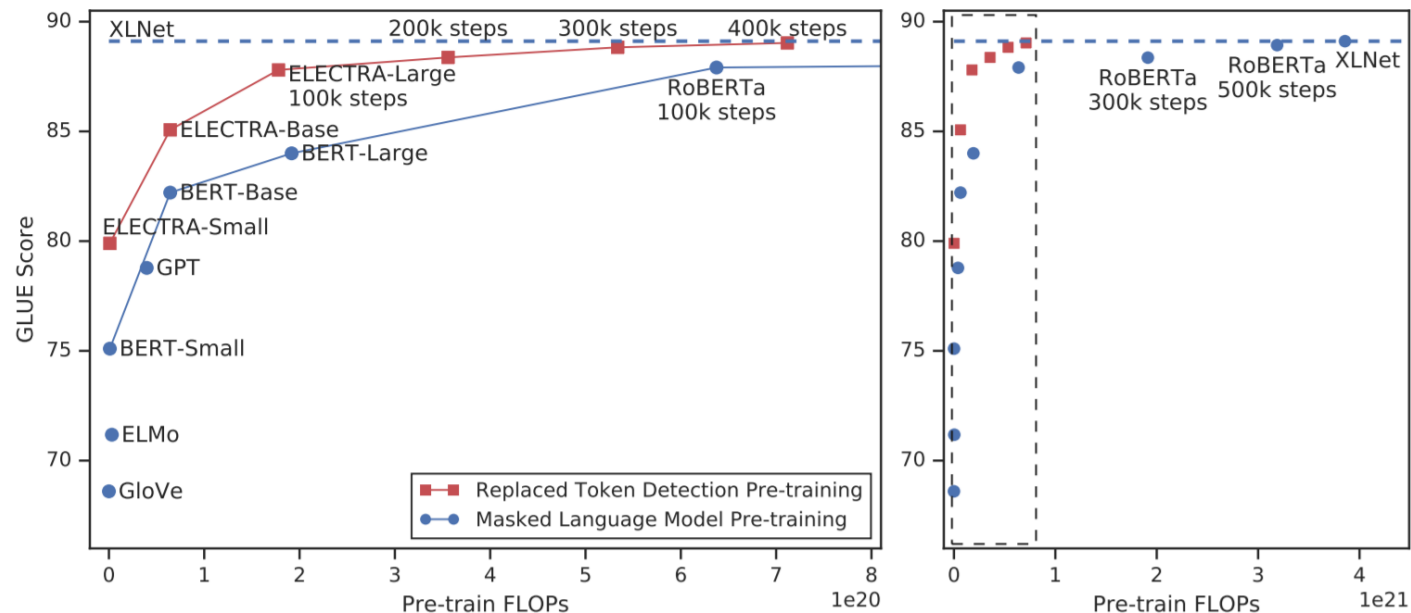 90
XLNet
200k steps
300k steps
400k steps
ELECTRA-Large
100k steps
RoBERTa
100k steps
85
ELECTRA-Base
BERT-Large
BERT-Base
ELECTRA-Small
80
GPT
GLUE Score
75
BERT-Small
ELMo
70
GloVe
Replaced Token Detection Pre-training
Masked Language Model Pre-training
0 1 2 3 4 5 6 7 8
1e20
Pre-train FLOPs
90
RoBERTa
300k steps
RoBERTa
500k steps
XLNet
85
80
75
70
0 1 2 3 4
1e21
Pre-train FLOPs